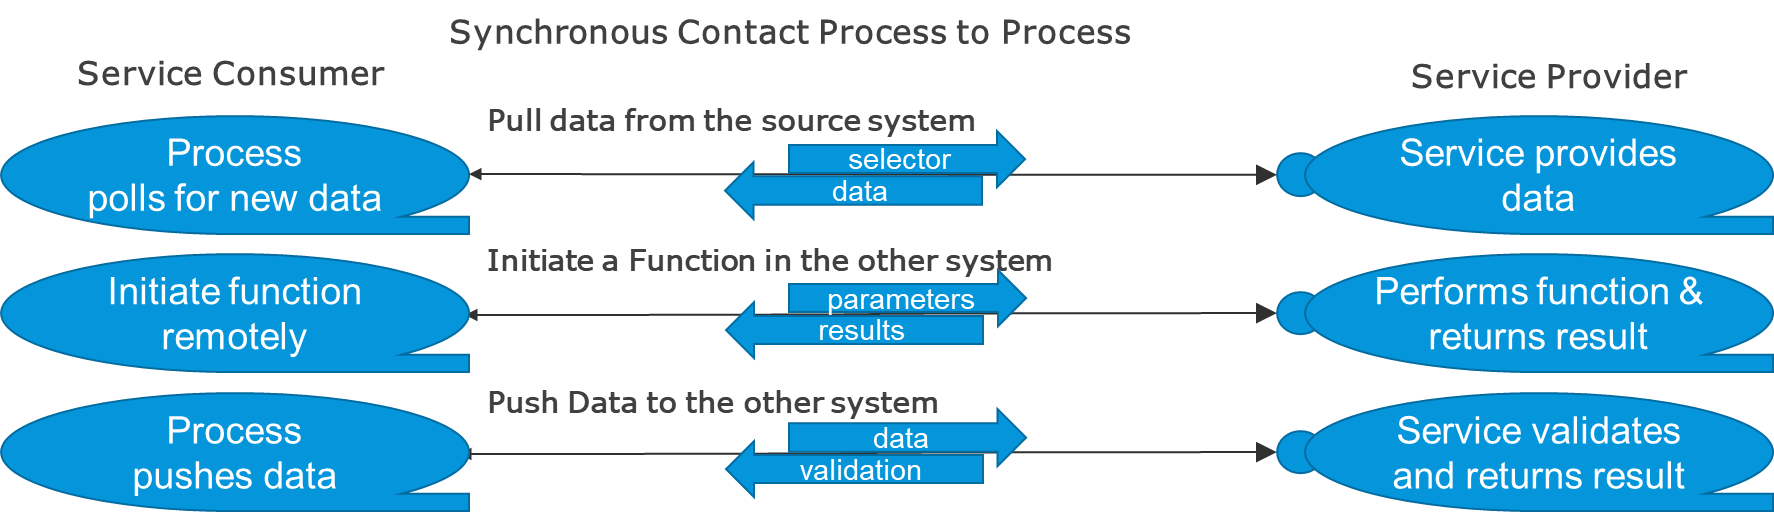 Synchronous Contact Process to Process
Service Consumer
Service Provider
Pull data from the source system
Process
polls for new data
selector
data
Service provides
data
Initiate a Function in the other system
Initiate function
remotely
parameters
results
Performs function &
returns result
Push Data to the other system
Process
pushes data
data
validation
Service validates
and returns result